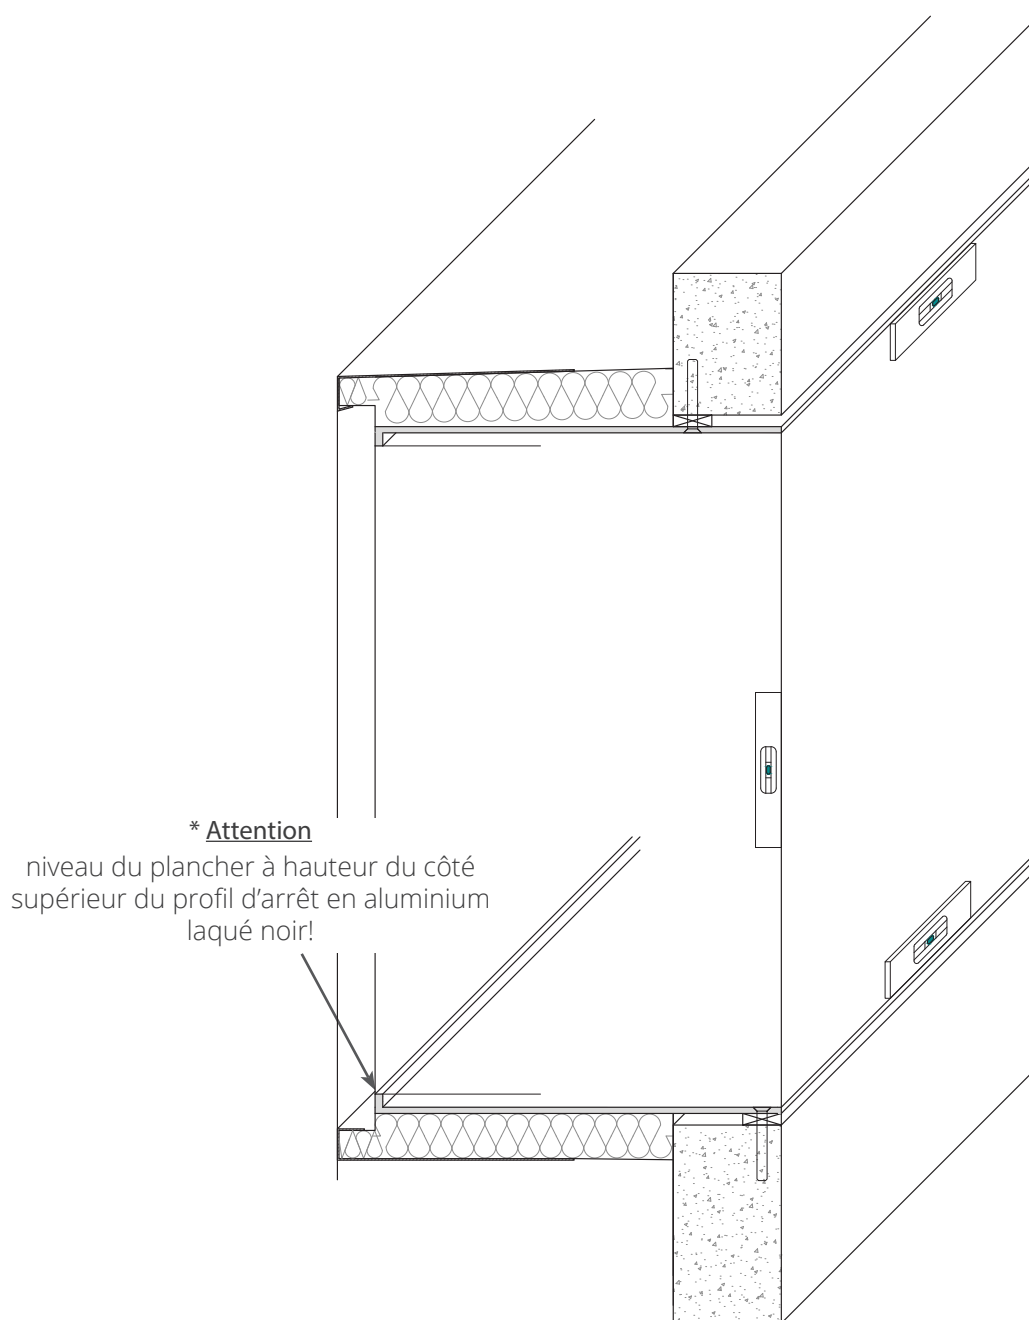 * Attention
niveau du plancher à hauteur du côté
supérieur du profil d’arrêt en aluminium
laqué noir!